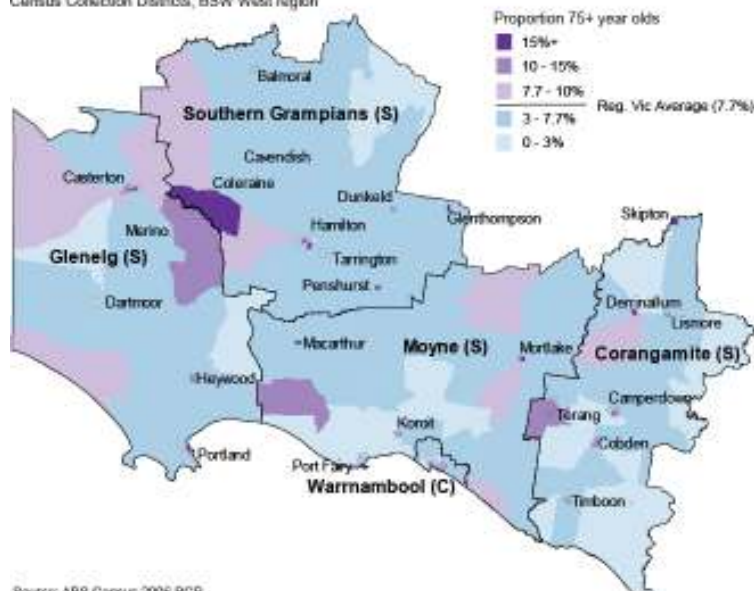 Census Collection Districts, BSW West region
Proportion 75+ year olds
15%+
10 - 15%
7.7 - 10%
Reg. Vic Average (7.7%)
3 - 7.7%
0 - 3%
Balmoral
Southern Grampians (S)
Cavendish
Casterton
Coleraine
Dunkeld
Glenthompson
Skipton
Merino
Hamilton
Glenelg (S)
Tarrington
Penshurst
Dartmoor
Derrinallum
Lismore
Macarthur
Moyne (S)
Mortlake
Corangamite (S)
Heywood
Camperdown
Terang
Koroit
Cobden
Portland
Port Fairy
Warrnambool (C)
Timboon
Source: ABS Census 2006 BCP